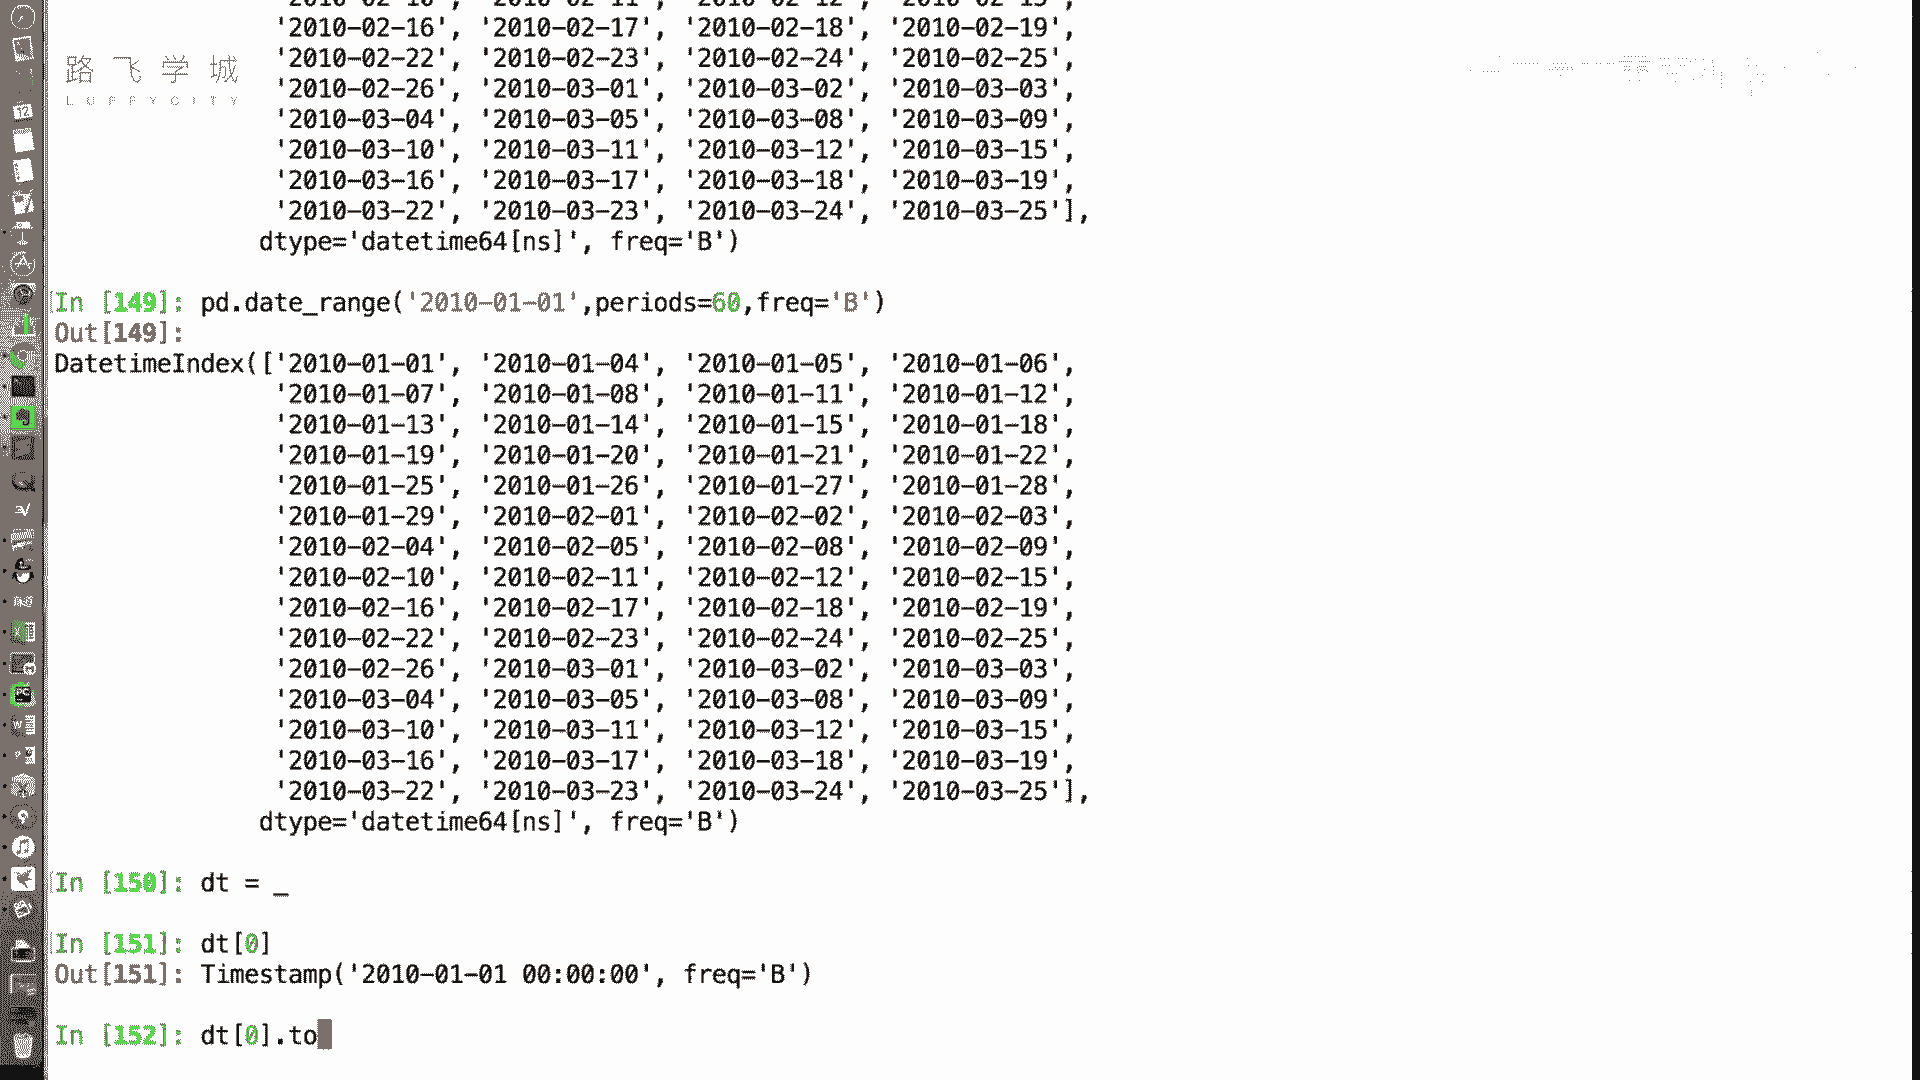 '2010-02-16', '2010-02-17', '2010-02-18', '2010-02-19',
路飞学城
LUFFYCITY
'2010-02-22', '2010-02-23', '2010-02-24', '2010-02-25',
'2010-02-26', '2010-03-01', '2010-03-02', '2010-03-03',
'2010-03-04', '2010-03-05', '2010-03-08', '2010-03-09',
'2010-03-10', '2010-03-11', '2010-03-12', '2010-03-15',
'2010-03-16', '2010-03-17', '2010-03-18', '2010-03-19',
'2010-03-22', '2010-03-23', '2010-03-24', '2010-03-25'],
dtype='datetime64[ns]', freq='B')
In [149]: pd.date_range('2010-01-01',periods=60,freq='B')
Out[149]:
DatetimeIndex(['2010-01-01', '2010-01-04', '2010-01-05', '2010-01-06',
'2010-01-07', '2010-01-08', '2010-01-11', '2010-01-12',
'2010-01-13', '2010-01-14', '2010-01-15', '2010-01-18',
'2010-01-19', '2010-01-20', '2010-01-21', '2010-01-22',
'2010-01-25', '2010-01-26', '2010-01-27', '2010-01-28',
'2010-01-29', '2010-02-01', '2010-02-02', '2010-02-03',
'2010-02-04', '2010-02-05', '2010-02-08', '2010-02-09',
'2010-02-10', '2010-02-11', '2010-02-12', '2010-02-15',
'2010-02-16', '2010-02-17', '2010-02-18', '2010-02-19',
'2010-02-22', '2010-02-23', '2010-02-24', '2010-02-25',
'2010-02-26', '2010-03-01', '2010-03-02', '2010-03-03',
'2010-03-04', '2010-03-05', '2010-03-08', '2010-03-09',
'2010-03-10', '2010-03-11', '2010-03-12', '2010-03-15',
'2010-03-16', '2010-03-17', '2010-03-18', '2010-03-19',
'2010-03-22', '2010-03-23', '2010-03-24', '2010-03-25'],
dtype='datetime64[ns]', freq='B')
In [150]: dt = _
In [151]: dt[0]
Out[151]: Timestamp('2010-01-01 00:00:00', freq='B')
In [152]: dt[0].to